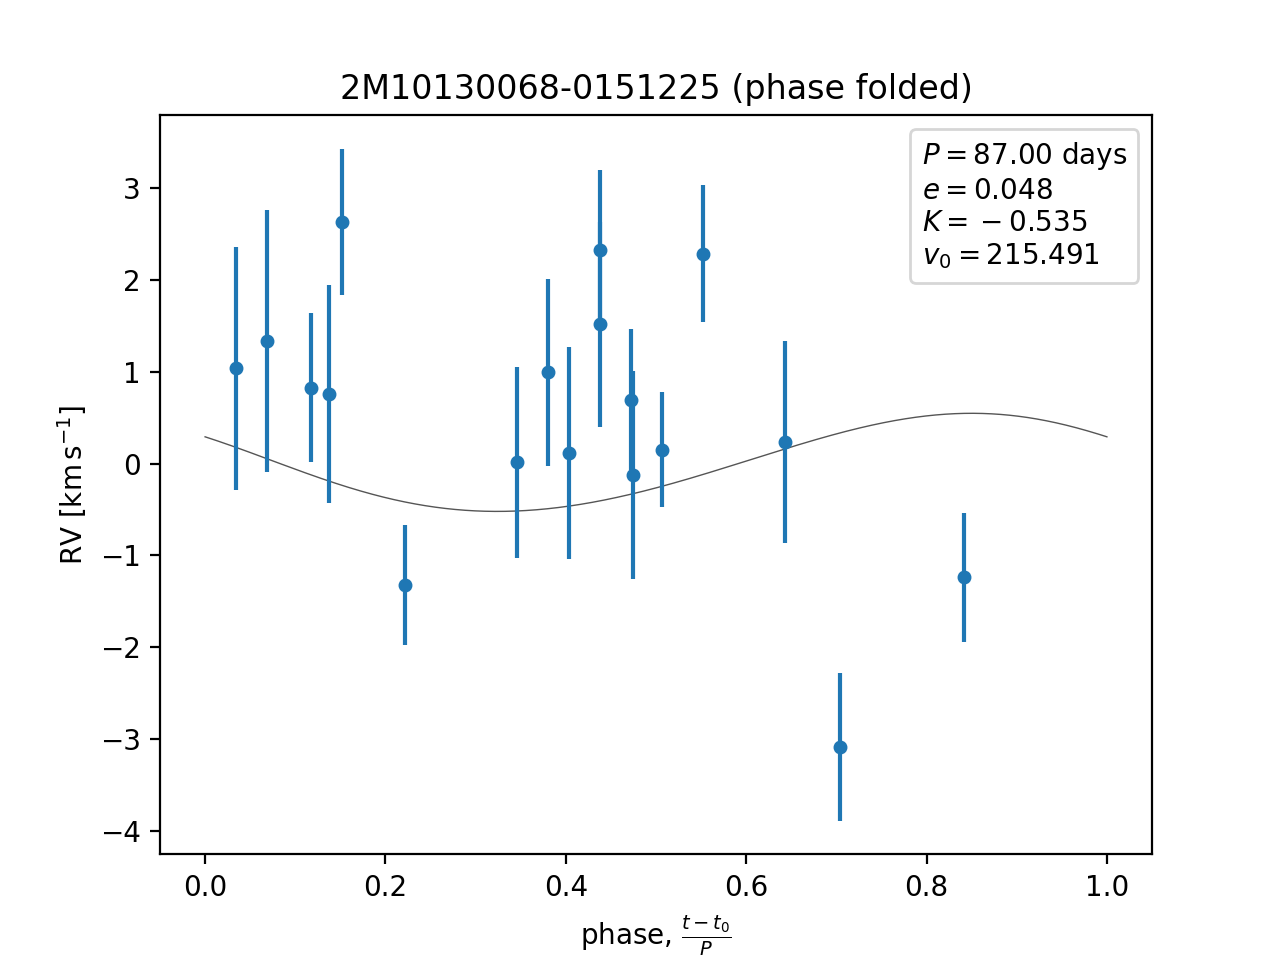 2M10130068-0151225 (phase folded)
P = 87.00 days
e = 0.048
K = −0.535
v₀ = 215.491
3
2
1
0
−1
−2
−3
−4
RV [km s⁻¹]
0.0 0.2 0.4 0.6 0.8 1.0
phase, (t − t₀)/P